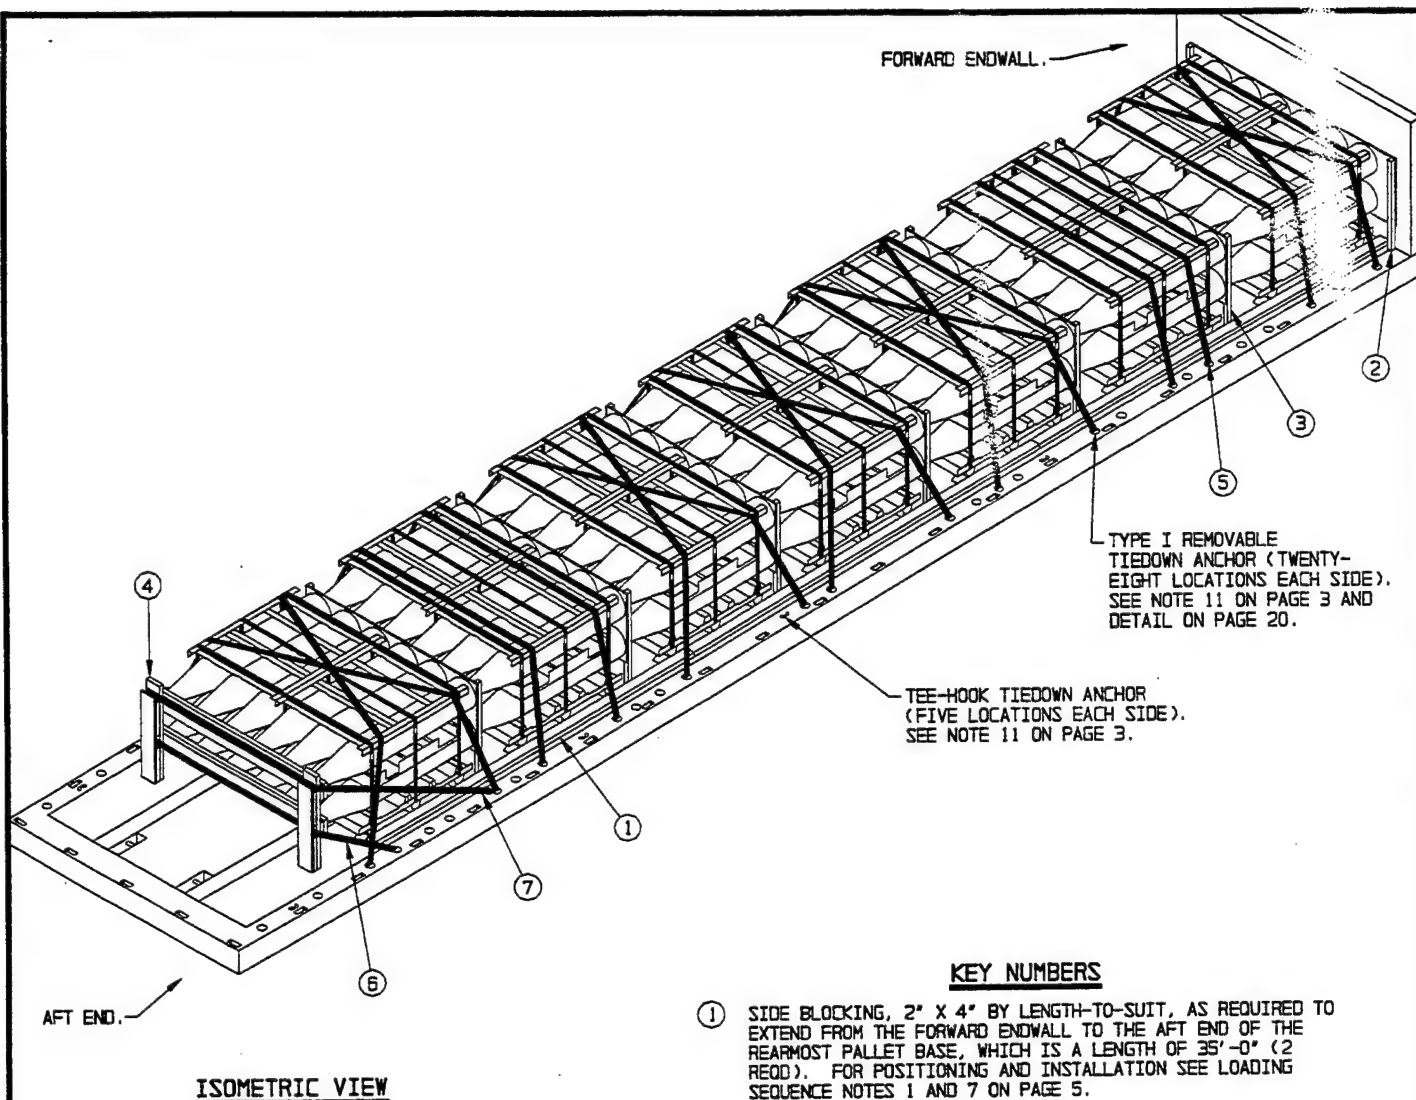 FORWARD ENDWALL.
2
3
5
TYPE I REMOVABLE
TIEDOWN ANCHOR (TWENTY-
EIGHT LOCATIONS EACH SIDE).
SEE NOTE 11 ON PAGE 3 AND
DETAIL ON PAGE 20.
4
TEE-HOOK TIEDOWN ANCHOR
(FIVE LOCATIONS EACH SIDE).
SEE NOTE 11 ON PAGE 3.
1
7
6
AFT END.
ISOMETRIC VIEW
KEY NUMBERS
1 SIDE BLOCKING, 2" X 4" BY LENGTH-TO-SUIT, AS REQUIRED TO
EXTEND FROM THE FORWARD ENDWALL TO THE AFT END OF THE
REARMOST PALLET BASE, WHICH IS A LENGTH OF 35'-0" (2
REQD). FOR POSITIONING AND INSTALLATION SEE LOADING
SEQUENCE NOTES 1 AND 7 ON PAGE 5.